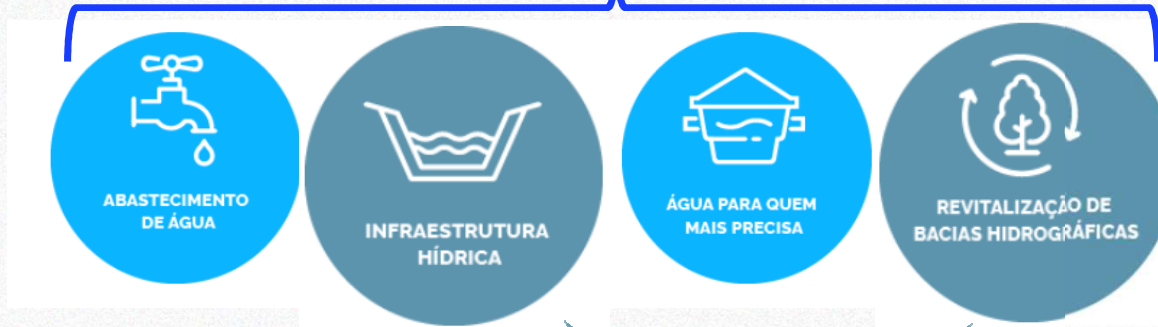 ABASTECIMENTO
DE ÁGUA
INFRAESTRUTURA
HÍDRICA
ÁGUA PARA QUEM
MAIS PRECISA
REVITALIZAÇÃO DE
BACIAS HIDROGRÁFICAS